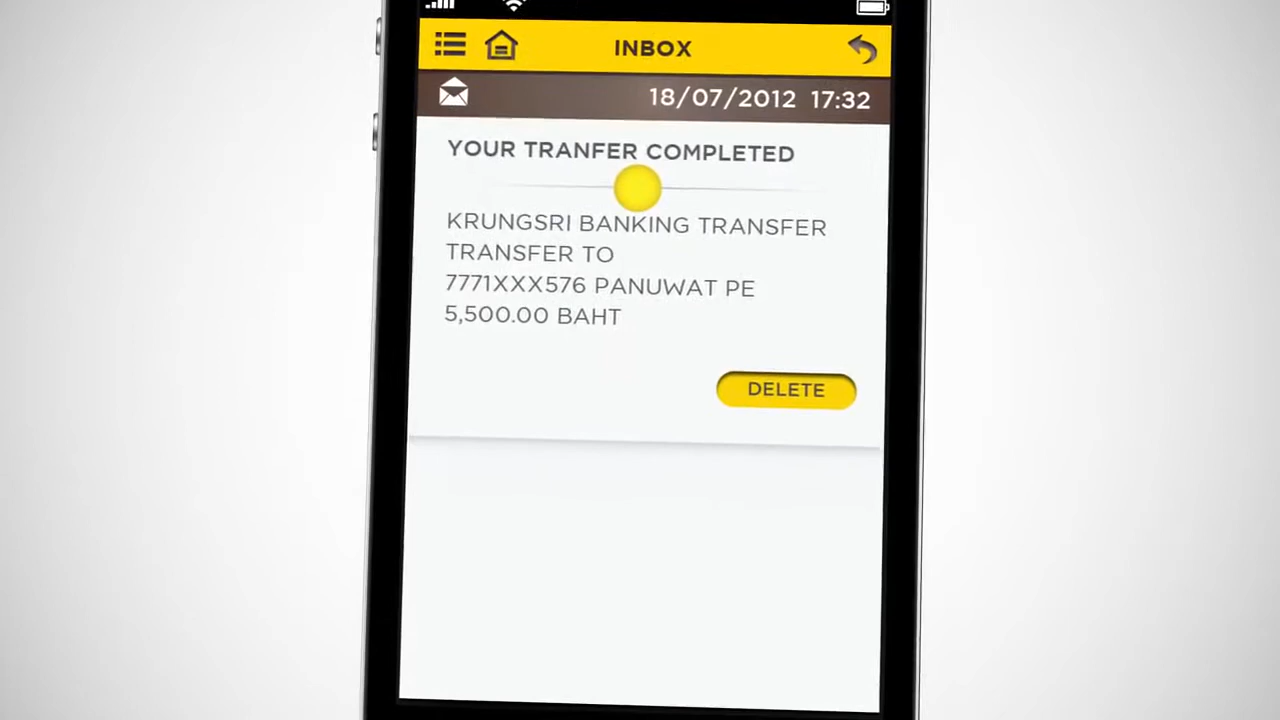 INBOX
18/07/2012 17:32
YOUR TRANFER COMPLETED
KRUNGSRI BANKING TRANSFER
TRANSFER TO
7771XXX576 PANUWAT PE
5,500.00 BAHT
DELETE